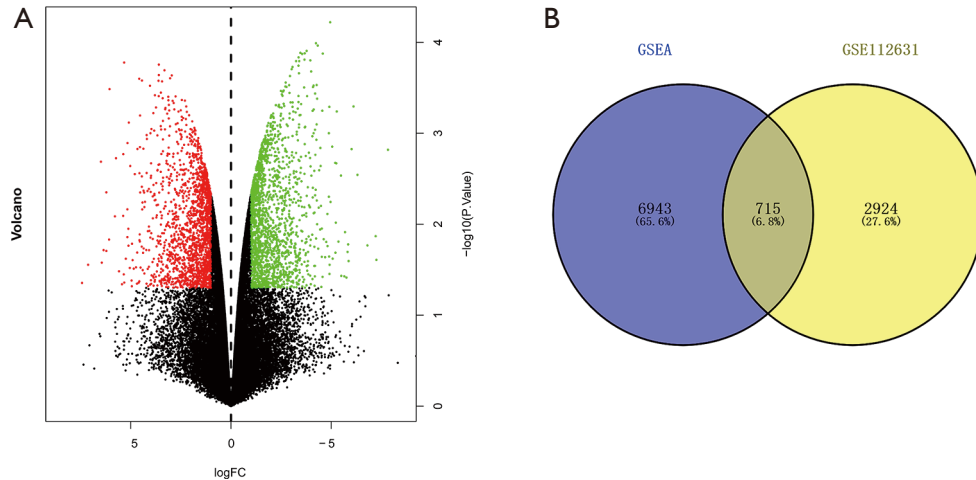 A
Volcano
4
3
2
1
0
-log10(P.Value)
5
0
-5
logFC
B
GSEA
GSE112631
6943
(65.6%)
715
(6.8%)
2924
(27.6%)